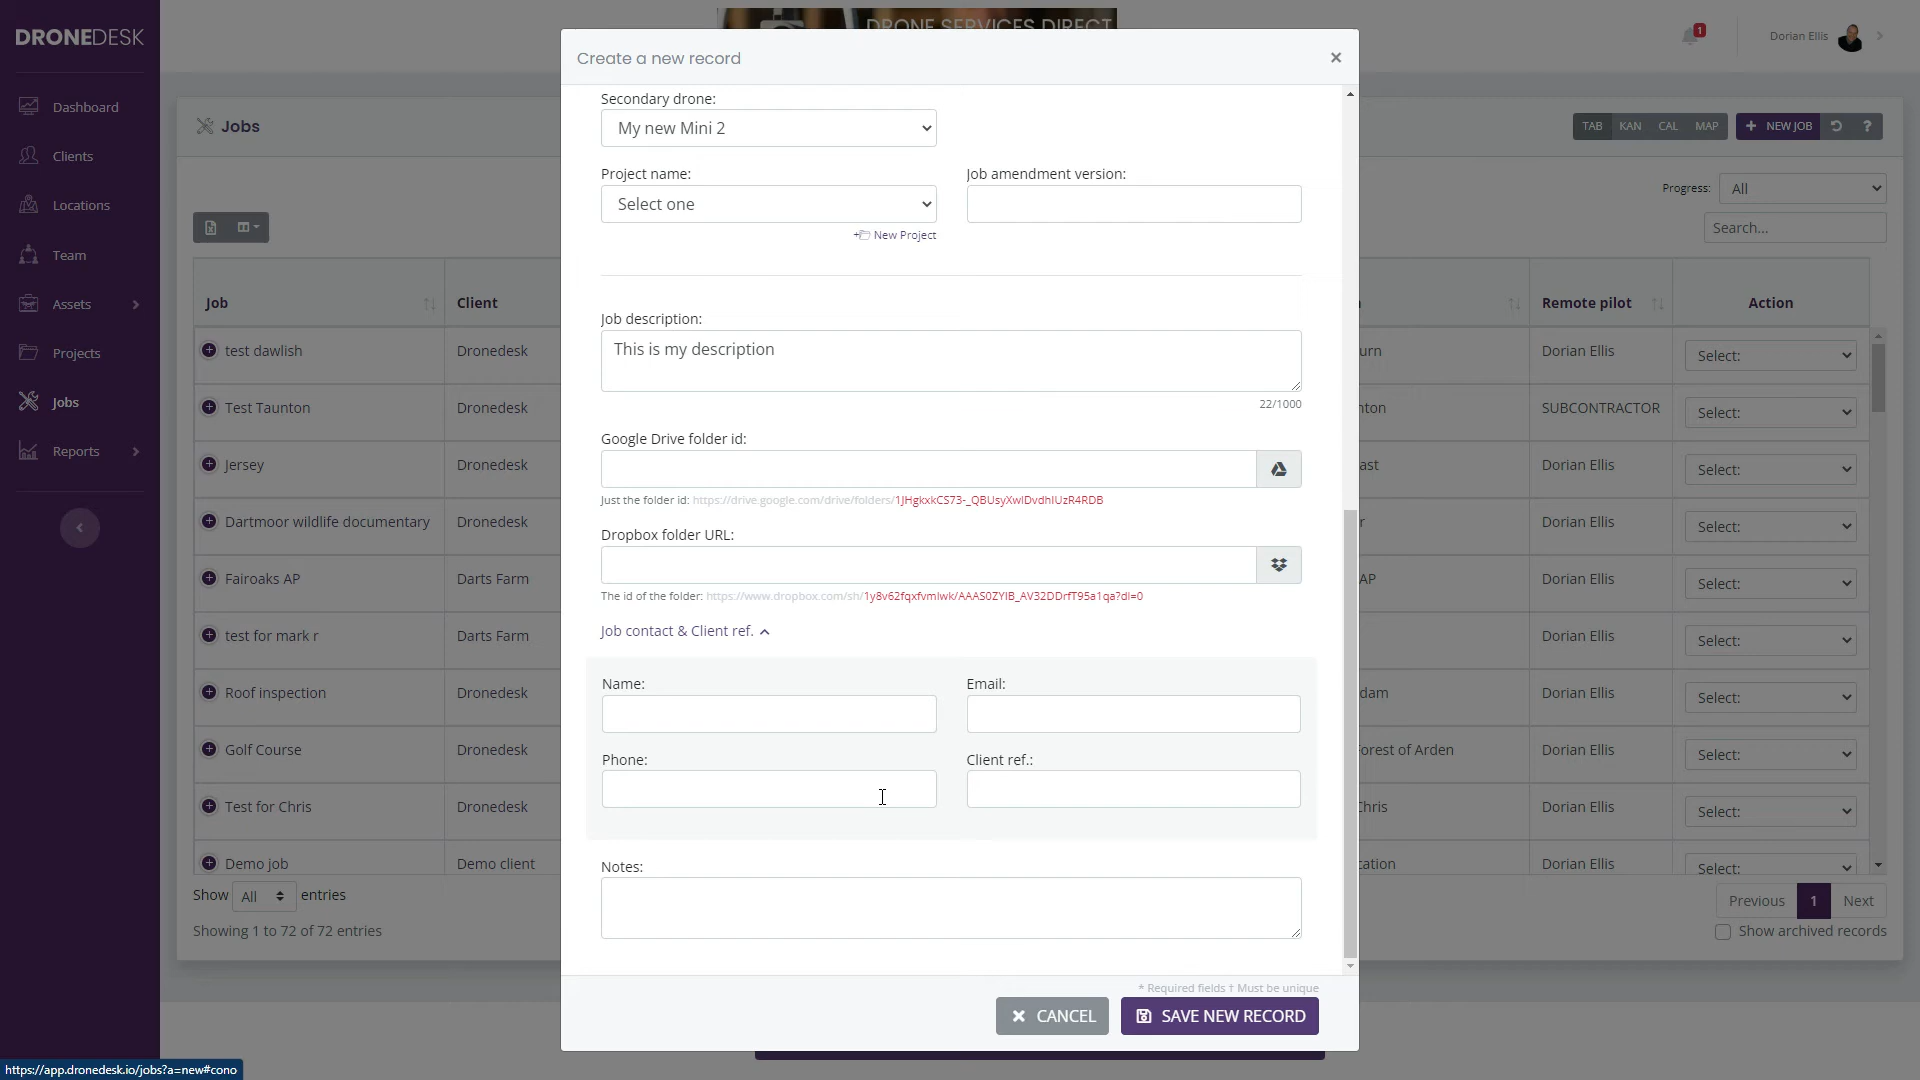 DRONEDESK
Dashboard
Clients
Locations
Team
Assets
Projects
Jobs
Reports
DRONE SERVICES DIRECT
1
Dorian Ellis
Jobs
TAB KAN CAL MAP
+ NEW JOB
?
Progress: All
Search...
Job Client Remote pilot Action
test dawlish Dronedesk urn Dorian Ellis Select:
Test Taunton Dronedesk nton SUBCONTRACTOR Select:
Jersey Dronedesk ast Dorian Ellis Select:
Dartmoor wildlife documentary Dronedesk r Dorian Ellis Select:
Fairoaks AP Darts Farm AP Dorian Ellis Select:
test for mark r Darts Farm Dorian Ellis Select:
Roof inspection Dronedesk dam Dorian Ellis Select:
Golf Course Dronedesk Forest of Arden Dorian Ellis Select:
Test for Chris Dronedesk Chris Dorian Ellis Select:
Demo job Demo client cation Dorian Ellis Select:
Show All entries
Showing 1 to 72 of 72 entries
Previous 1 Next
Show archived records
Create a new record
×
Secondary drone:
My new Mini 2
Project name: Job amendment version:
Select one
New Project
Job description:
This is my description
22/1000
Google Drive folder id:
Just the folder id: https://drive.google.com/drive/folders/1JHgkxkCS73-_QBUsyXwlDvdhlUzR4RDB
Dropbox folder URL:
The id of the folder: https://www.dropbox.com/sh/1y8v62fqxfvmlwk/AAAS0ZYIB_AV32DDrfT95a1qa?dl=0
Job contact & Client ref.
Name: Email:
Phone: Client ref.:
Notes:
* Required fields † Must be unique
CANCEL
SAVE NEW RECORD
https://app.dronedesk.io/jobs?a=new#cono